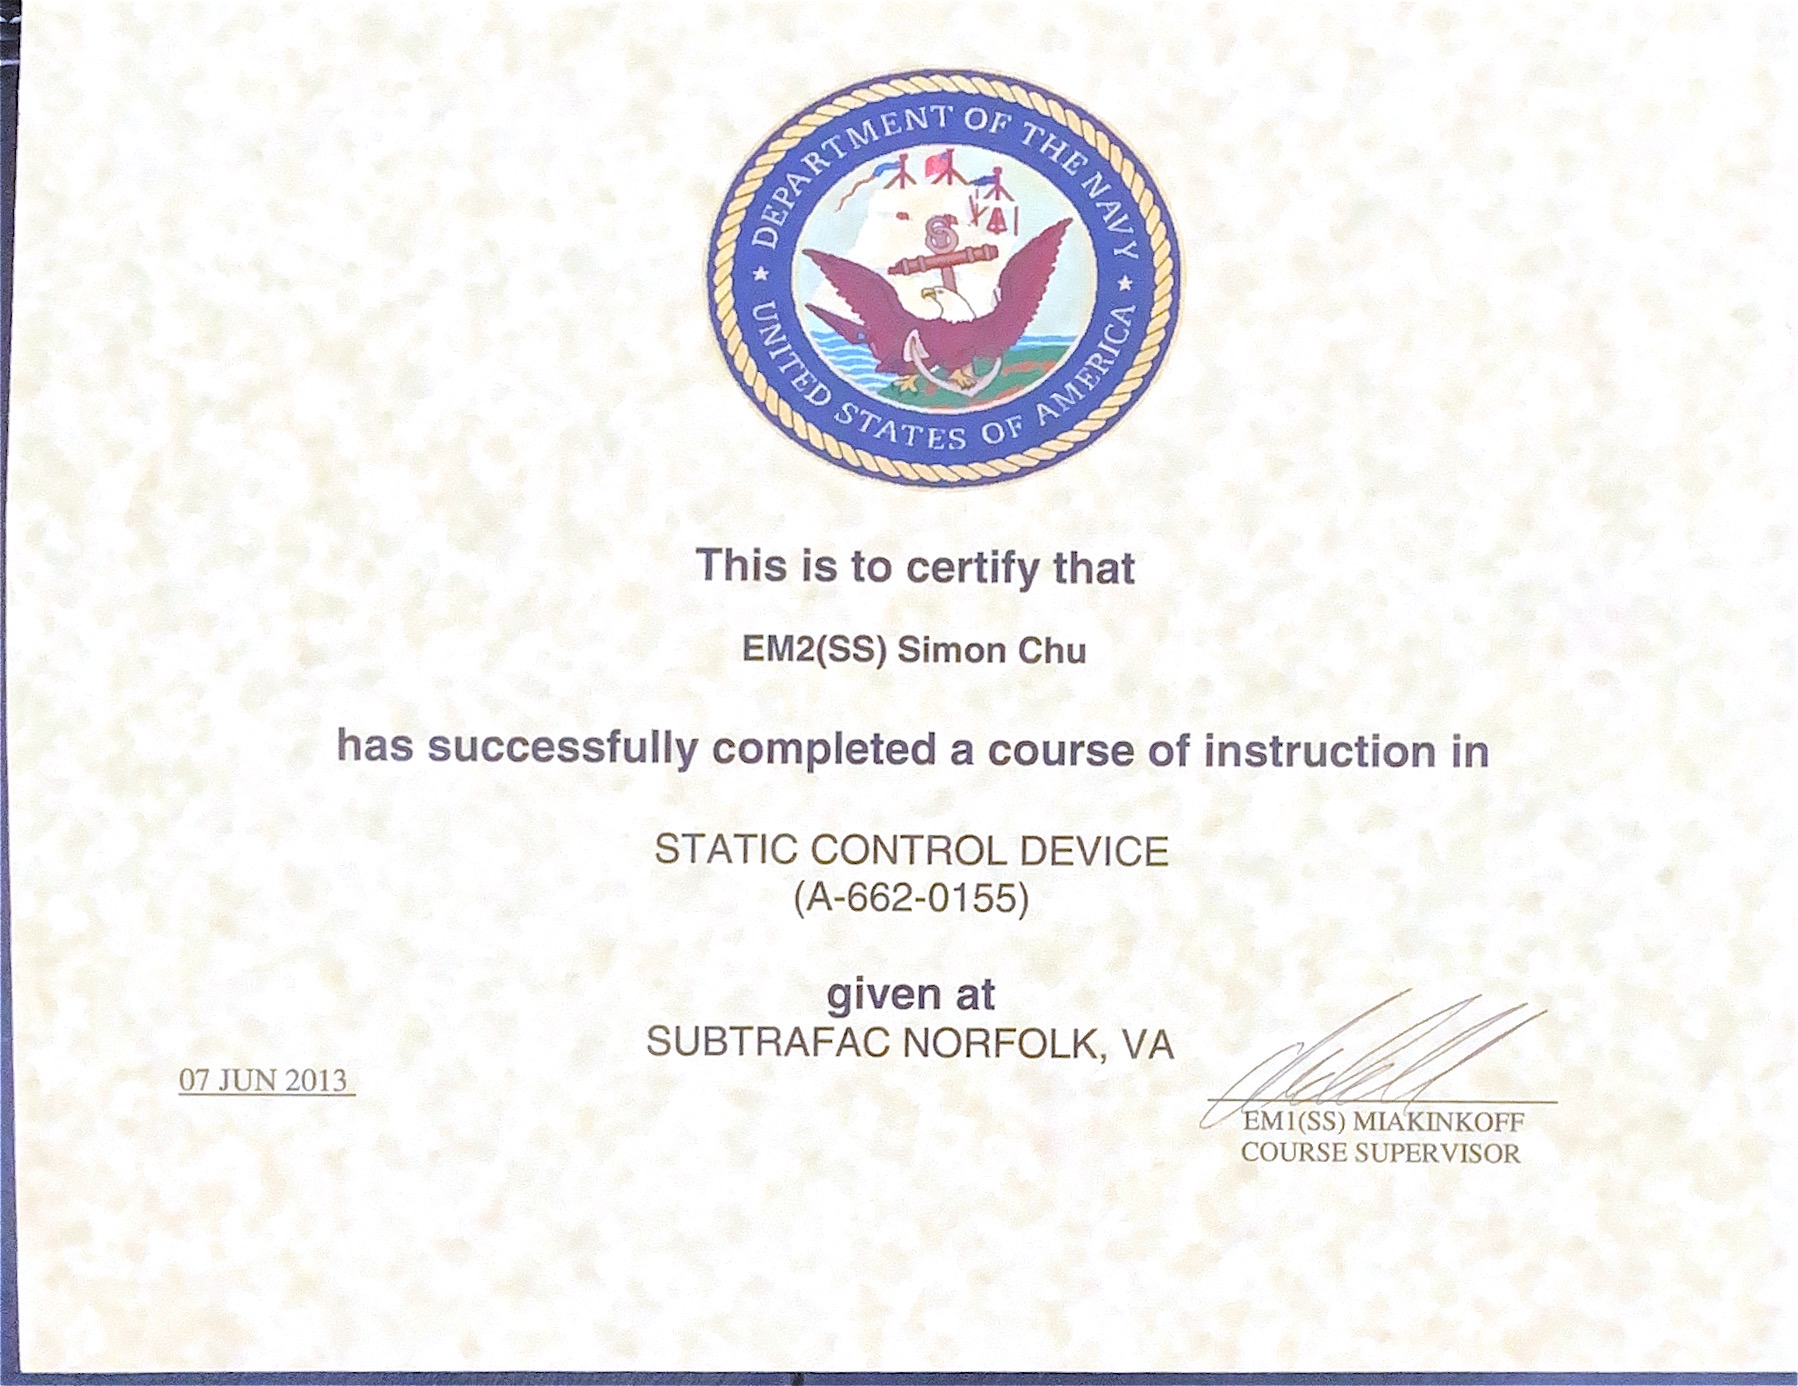 DEPARTMENT OF THE NAVY
UNITED STATES OF AMERICA
This is to certify that
EM2(SS) Simon Chu
has successfully completed a course of instruction in
STATIC CONTROL DEVICE
(A-662-0155)
given at
SUBTRAFAC NORFOLK, VA
07 JUN 2013
EM1(SS) MIAKINKOFF
COURSE SUPERVISOR